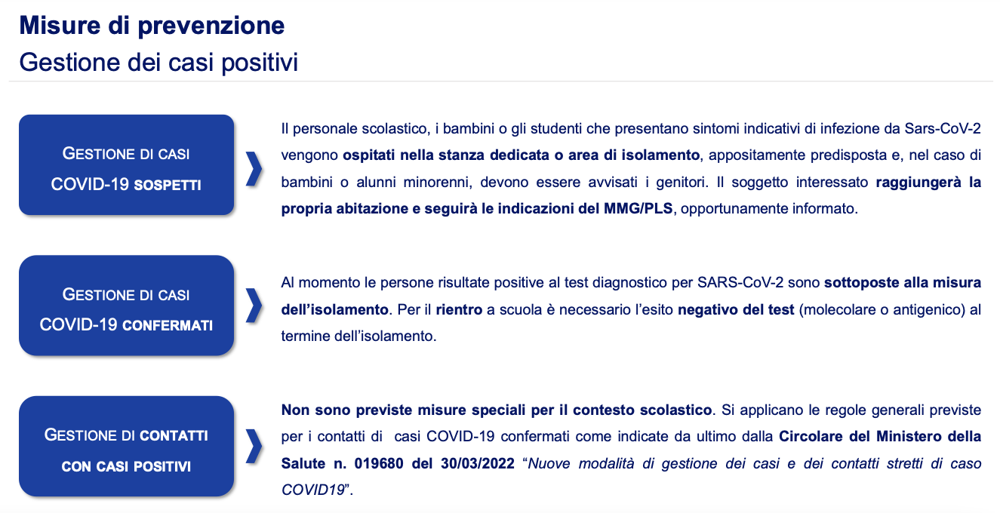 Misure di prevenzione
Gestione dei casi positivi
GESTIONE DI CASI
COVID-19 SOSPETTI
Il personale scolastico, i bambini o gli studenti che presentano sintomi indicativi di infezione da Sars-CoV-2
vengono ospitati nella stanza dedicata o area di isolamento, appositamente predisposta e, nel caso di
bambini o alunni minorenni, devono essere avvisati i genitori. Il soggetto interessato raggiungerà la
propria abitazione e seguirà le indicazioni del MMG/PLS, opportunamente informato.
GESTIONE DI CASI
COVID-19 CONFERMATI
Al momento le persone risultate positive al test diagnostico per SARS-CoV-2 sono sottoposte alla misura
dell’isolamento. Per il rientro a scuola è necessario l’esito negativo del test (molecolare o antigenico) al
termine dell’isolamento.
GESTIONE DI CONTATTI
CON CASI POSITIVI
Non sono previste misure speciali per il contesto scolastico. Si applicano le regole generali previste
per i contatti di casi COVID-19 confermati come indicate da ultimo dalla Circolare del Ministero della
Salute n. 019680 del 30/03/2022 “Nuove modalità di gestione dei casi e dei contatti stretti di caso
COVID19”.